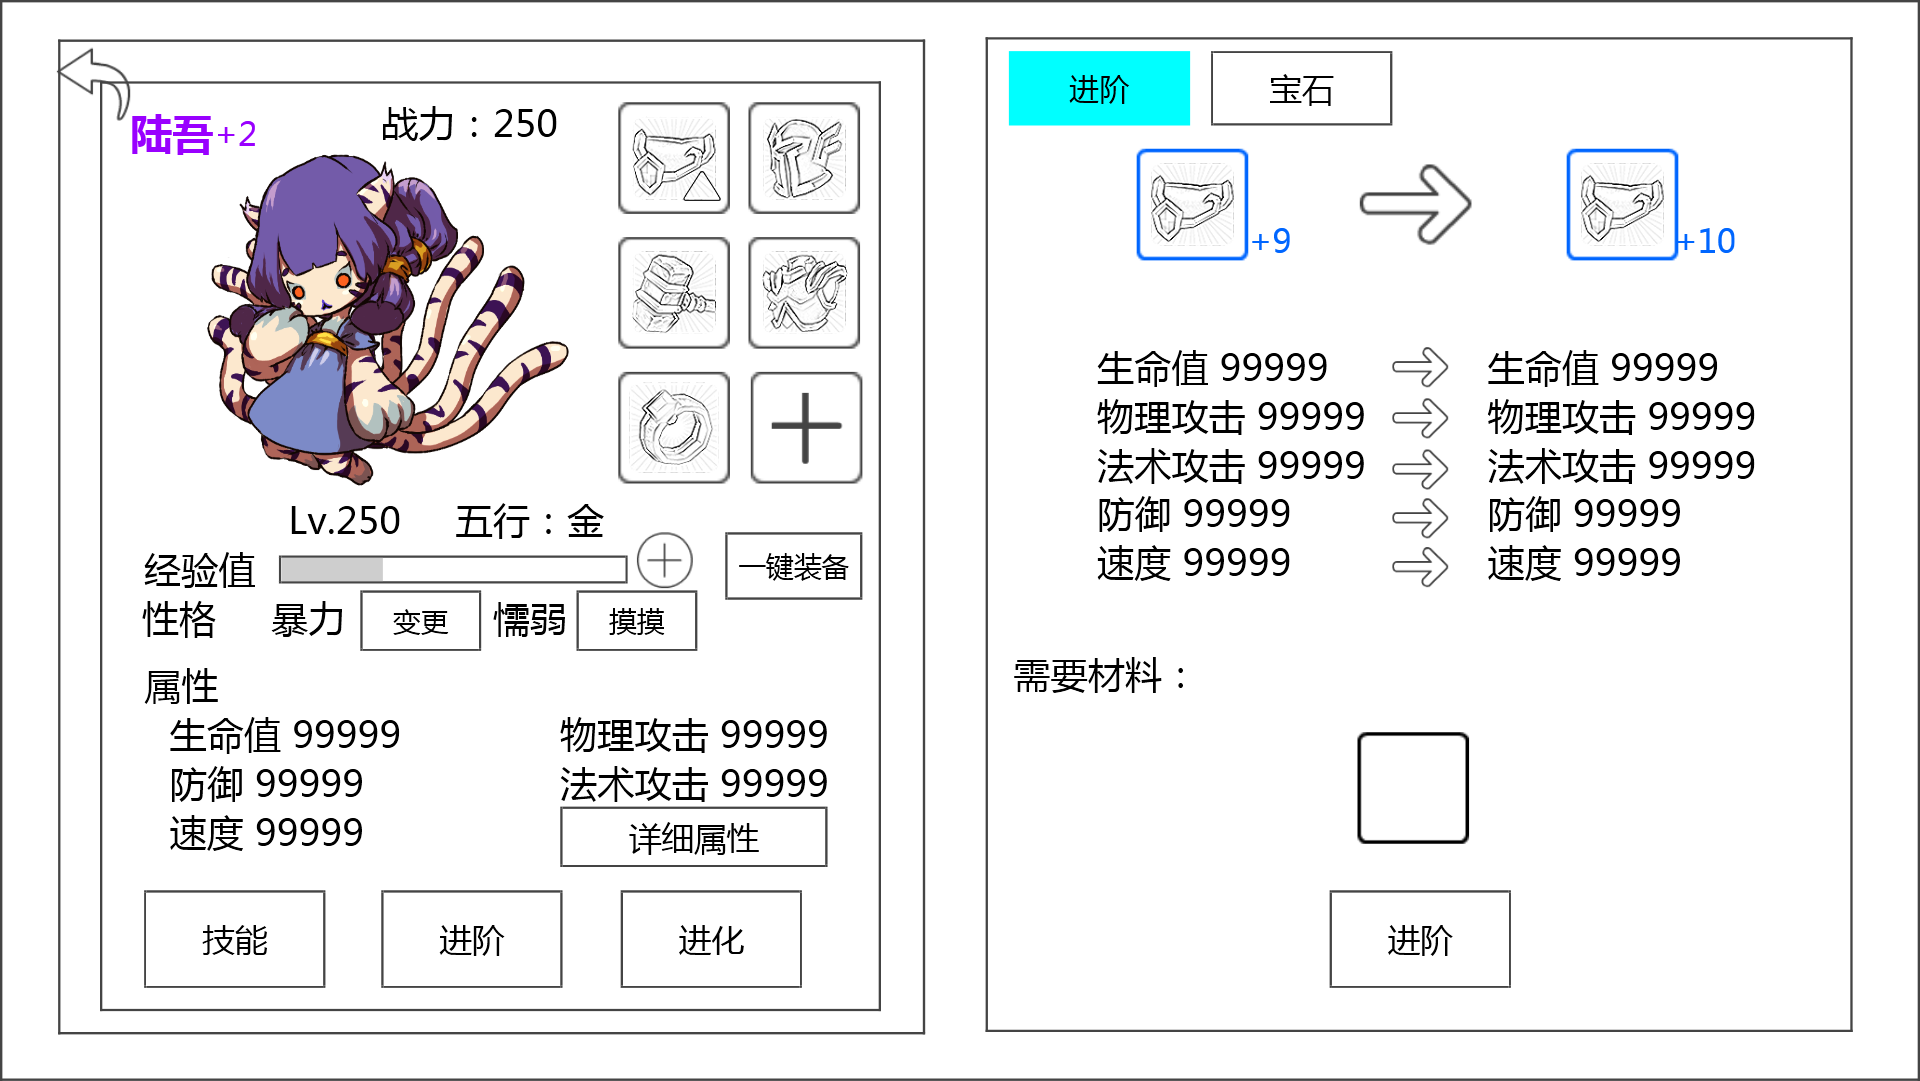 陆吾+2
战力：250
Lv.250 五行：金
经验值
一键装备
性格 暴力 变更 懦弱 摸摸
属性
生命值 99999 物理攻击 99999
防御 99999 法术攻击 99999
速度 99999 详细属性
技能 进阶 进化
进阶 宝石
+9 +10
生命值 99999 生命值 99999
物理攻击 99999 物理攻击 99999
法术攻击 99999 法术攻击 99999
防御 99999 防御 99999
速度 99999 速度 99999
需要材料：
进阶